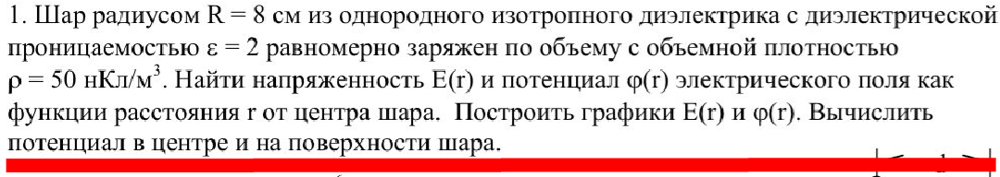 1. Шар радиусом R = 8 см из однородного изотропного диэлектрика с диэлектрической
проницаемостью ε = 2 равномерно заряжен по объему с объемной плотностью
ρ = 50 нКл/м³. Найти напряженность E(r) и потенциал φ(r) электрического поля как
функции расстояния r от центра шара. Построить графики E(r) и φ(r). Вычислить
потенциал в центре и на поверхности шара.